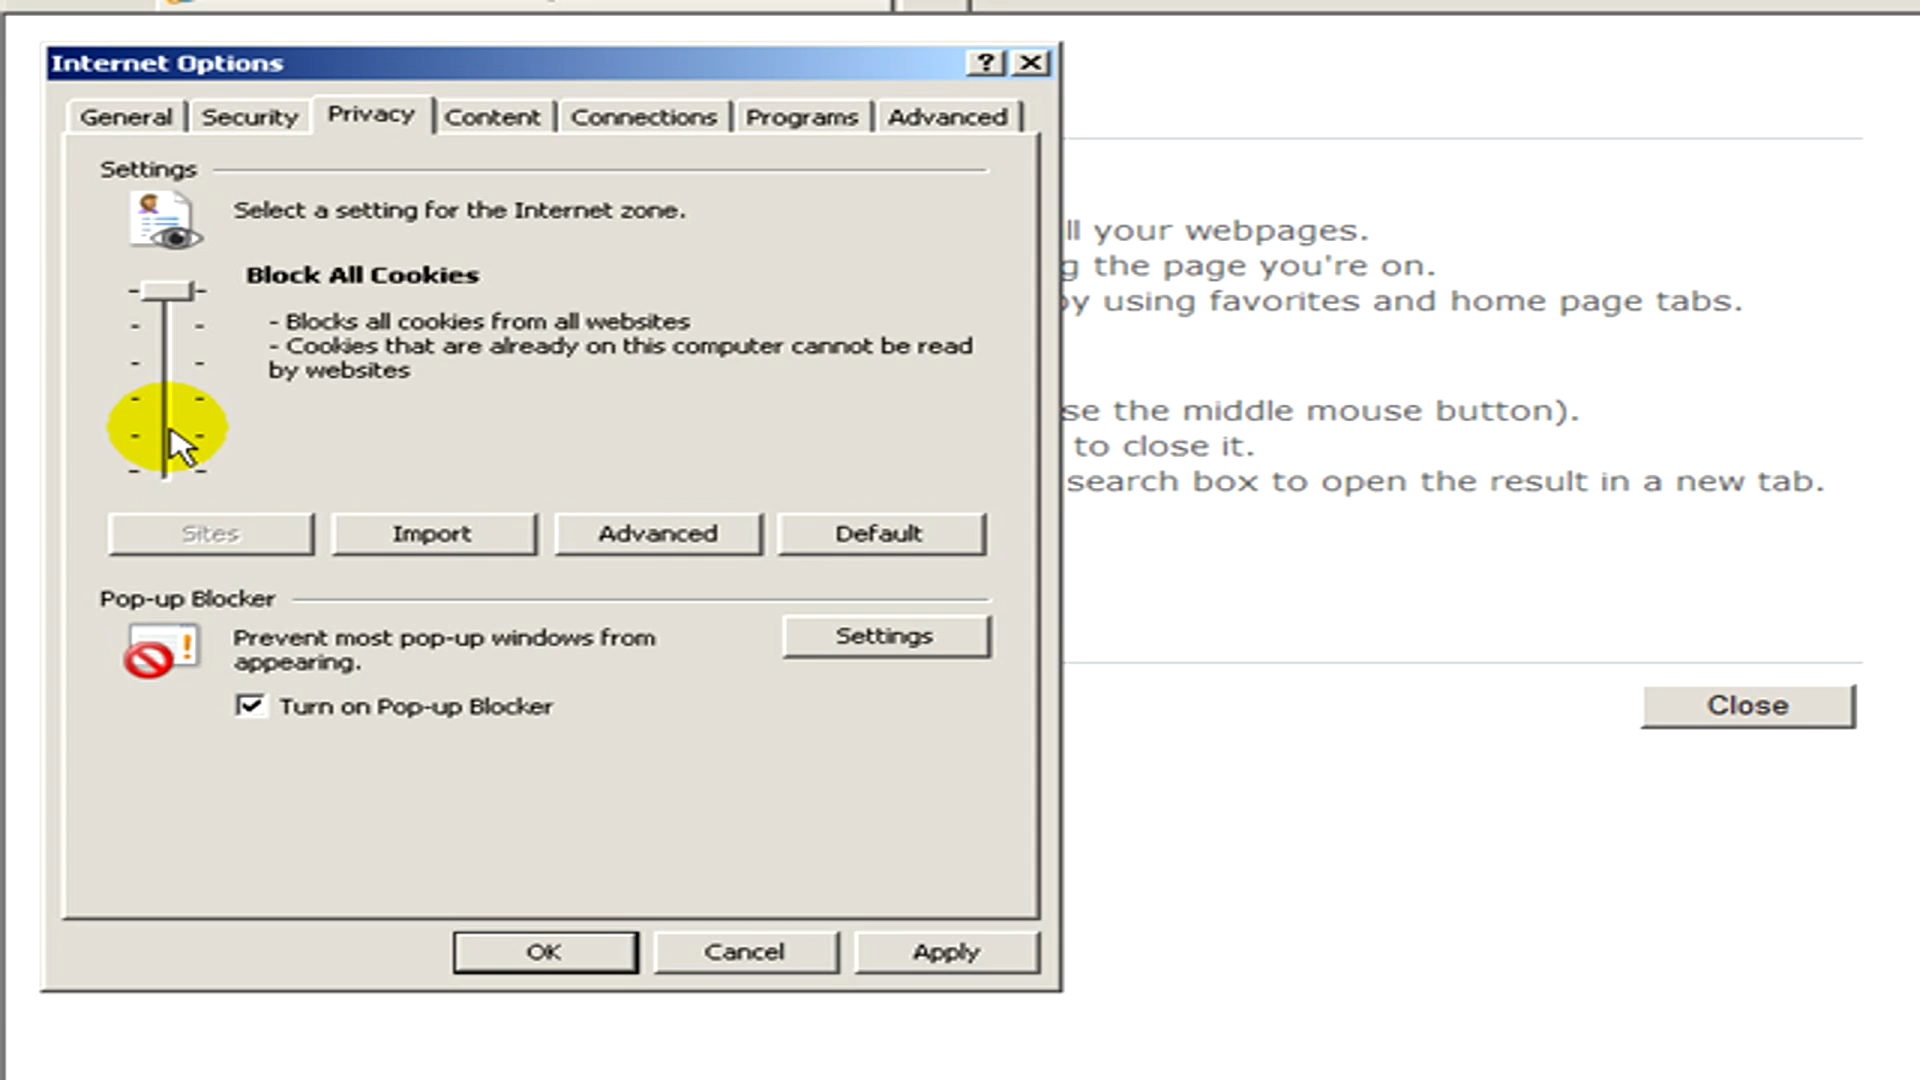 Internet Options
General Security Privacy Content Connections Programs Advanced
Settings
Select a setting for the Internet zone.
Block All Cookies
- Blocks all cookies from all websites
- Cookies that are already on this computer cannot be read
by websites
Sites Import Advanced Default
Pop-up Blocker
Prevent most pop-up windows from
appearing.
Settings
Turn on Pop-up Blocker
OK Cancel Apply
your webpages.
the page you're on.
using favorites and home page tabs.
the middle mouse button).
to close it.
search box to open the result in a new tab.
Close